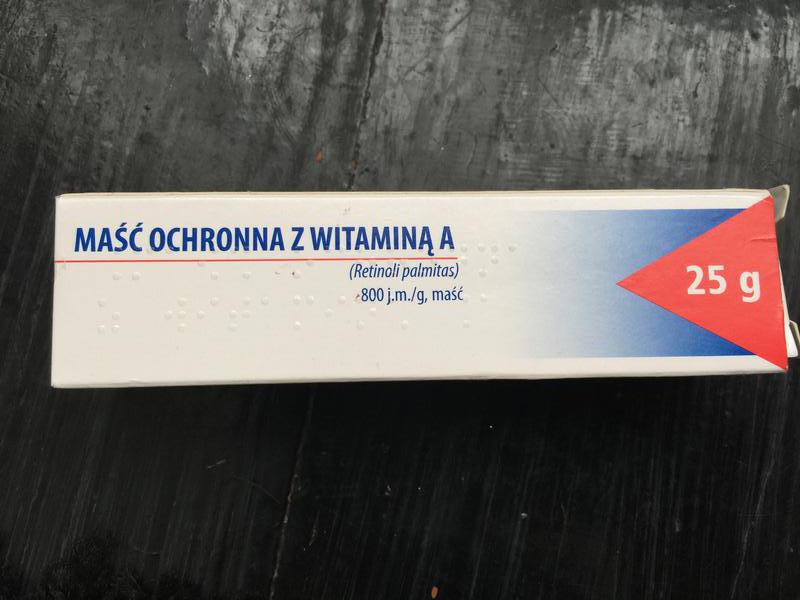 MAŚĆ OCHRONNA Z WITAMINĄ A
(Retinoli palmitas)
800 j.m./g, maść
25 g